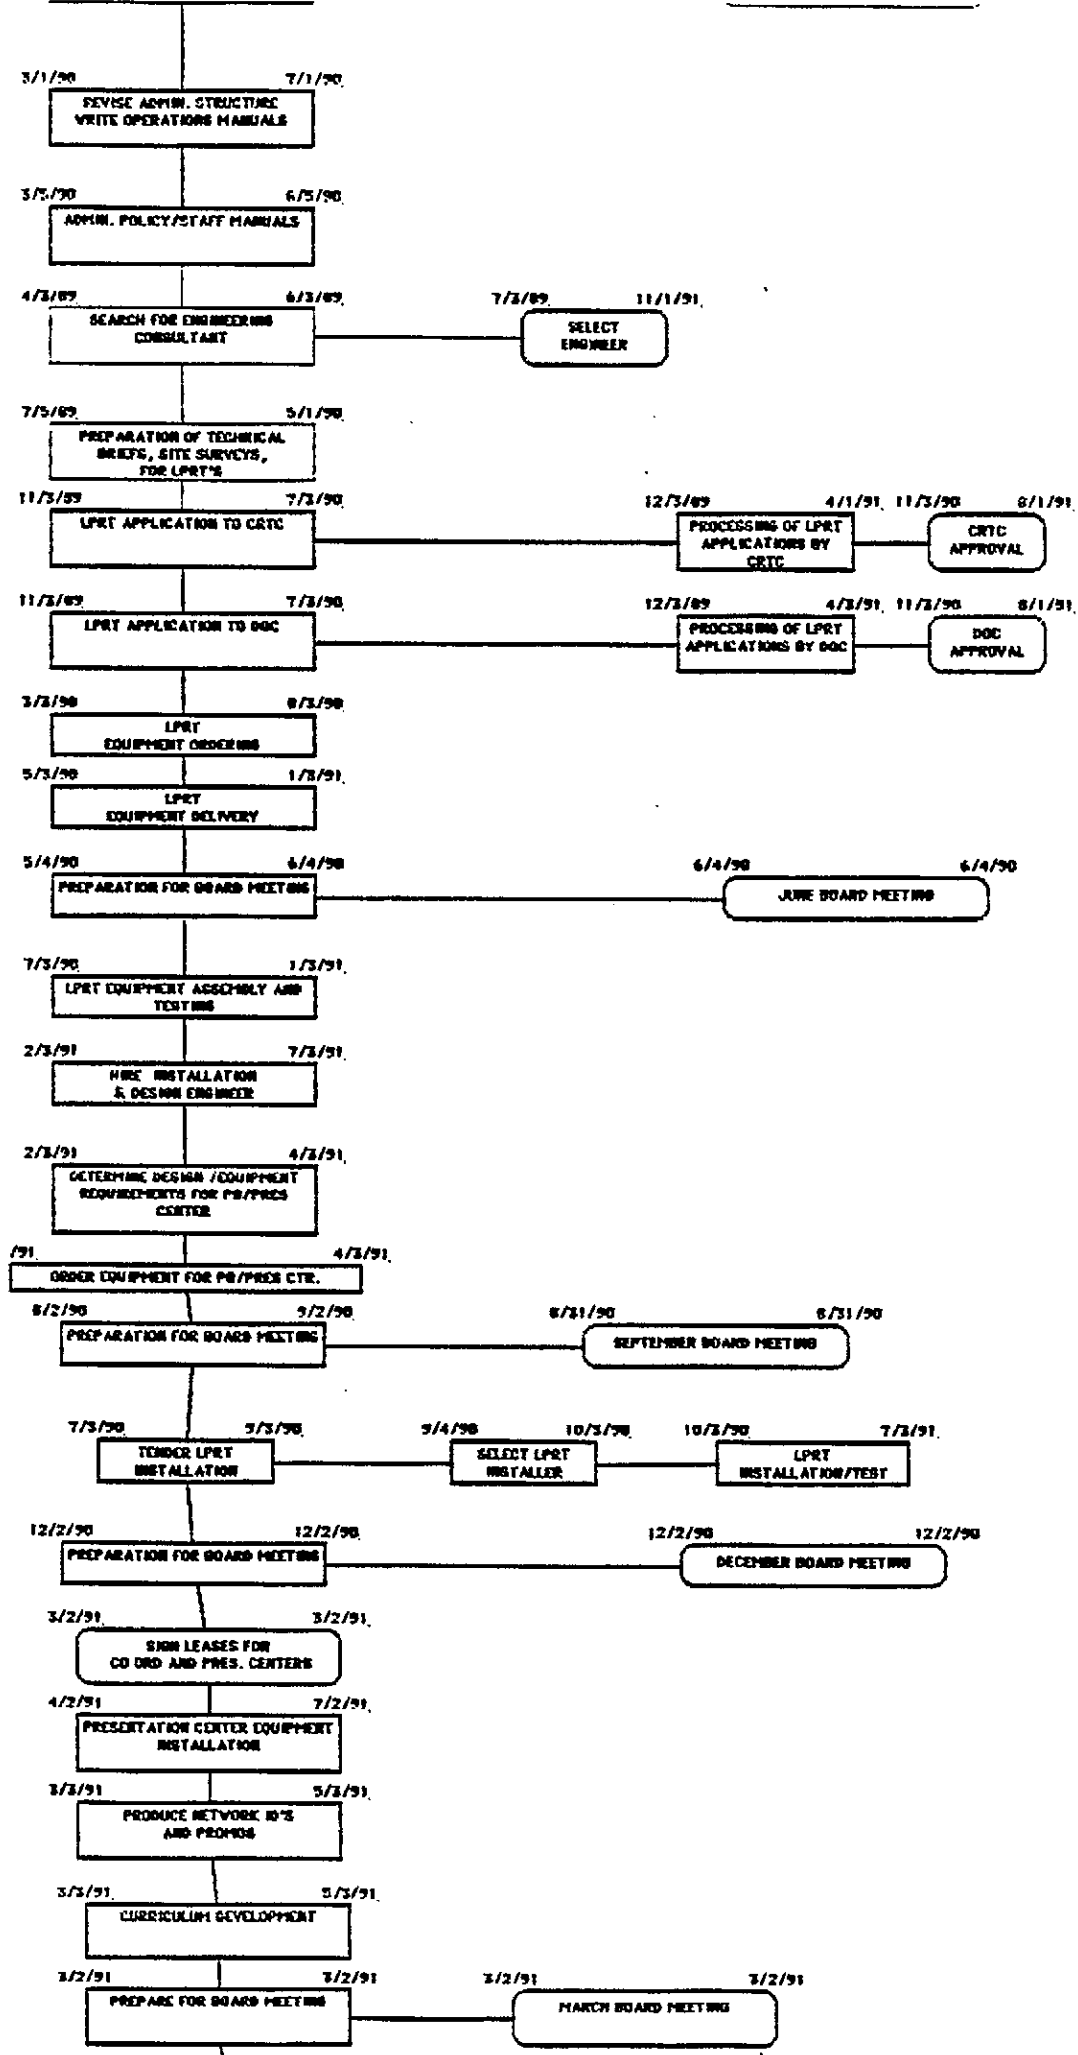 3/1/90 7/1/90
REVISE ADMIN. STRUCTURE
WRITE OPERATIONS MANUALS
3/5/90 6/5/90
ADMIN. POLICY/STAFF MANUALS
4/3/89 6/3/89 7/3/89 11/1/91
SEARCH FOR ENGINEERING
CONSULTANT
SELECT
ENGINEER
7/5/89 5/1/90
PREPARATION OF TECHNICAL
BRIEFS, SITE SURVEYS,
FOR LPRT'S
11/3/89 7/3/90 12/3/89 4/1/91 11/3/90 8/1/91
LPRT APPLICATION TO CRTC
PROCESSING OF LPRT
APPLICATIONS BY
CRTC
CRTC
APPROVAL
11/3/89 7/3/90 12/3/89 4/3/91 11/3/90 8/1/91
LPRT APPLICATION TO DOC
PROCESSING OF LPRT
APPLICATIONS BY DOC
DOC
APPROVAL
3/3/90 8/3/90
LPRT
EQUIPMENT ORDERING
5/3/90 1/3/91
LPRT
EQUIPMENT DELIVERY
5/4/90 6/4/90 6/4/90 6/4/90
PREPARATION FOR BOARD MEETING
JUNE BOARD MEETING
7/3/90 1/3/91
LPRT EQUIPMENT ASSEMBLY AND
TESTING
2/3/91 7/3/91
HIRE INSTALLATION
& DESIGN ENGINEER
2/3/91 4/3/91
DETERMINE DESIGN /EQUIPMENT
REQUIREMENTS FOR PB/PRES
CENTER
/91 4/3/91
ORDER EQUIPMENT FOR PB/PRES CTR.
8/2/90 9/2/90 8/31/90 8/31/90
PREPARATION FOR BOARD MEETING
SEPTEMBER BOARD MEETING
7/3/90 9/3/90 9/4/90 10/3/90 10/3/90 7/3/91
TENDER LPRT
INSTALLATION
SELECT LPRT
INSTALLER
LPRT
INSTALLATION/TEST
12/2/90 12/2/90 12/2/90 12/2/90
PREPARATION FOR BOARD MEETING
DECEMBER BOARD MEETING
3/2/91 3/2/91
SIGN LEASES FOR
CO ORD AND PRES. CENTERS
4/2/91 7/2/91
PRESENTATION CENTER EQUIPMENT
INSTALLATION
3/3/91 5/3/91
PRODUCE NETWORK ID'S
AND PROMOS
3/3/91 5/3/91
CURRICULUM DEVELOPMENT
3/2/91 3/2/91 3/2/91 3/2/91
PREPARE FOR BOARD MEETING
MARCH BOARD MEETING